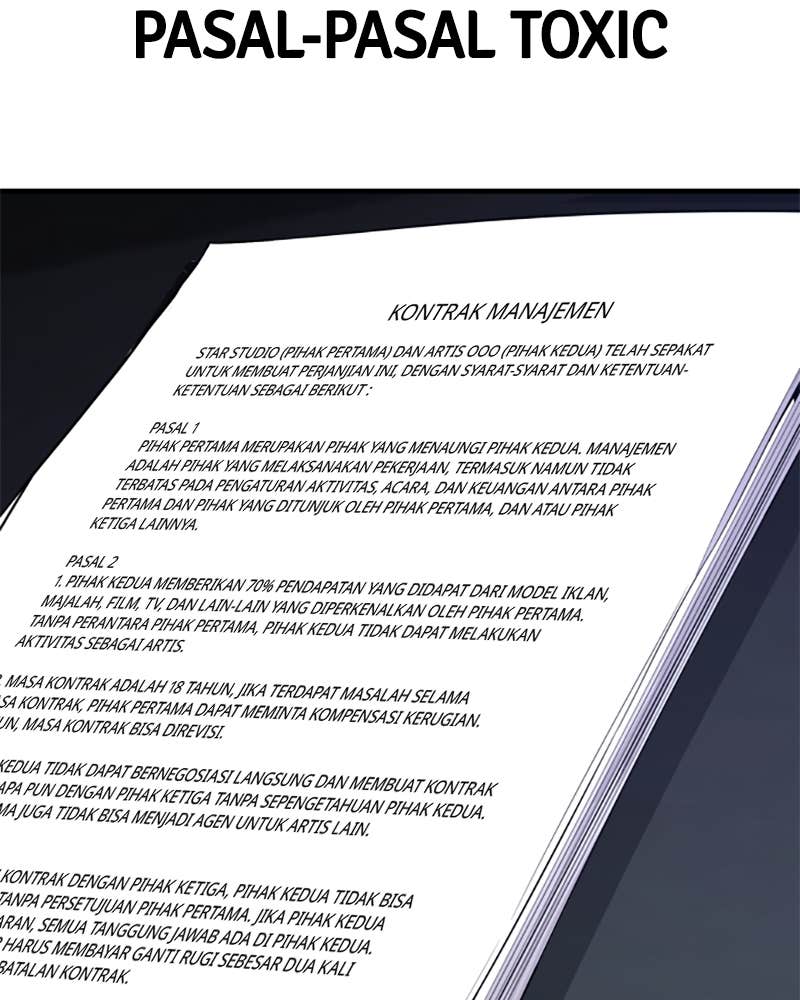 PASAL-PASAL TOXIC
KONTRAK MANAJEMEN
STAR STUDIO (PIHAK PERTAMA) DAN ARTIS OOO (PIHAK KEDUA) TELAH SEPAKAT
UNTUK MEMBUAT PERJANJIAN INI, DENGAN SYARAT-SYARAT DAN KETENTUAN-
KETENTUAN SEBAGAI BERIKUT :
PASAL 1
PIHAK PERTAMA MERUPAKAN PIHAK YANG MENAUNGI PIHAK KEDUA. MANAJEMEN
ADALAH PIHAK YANG MELAKSANAKAN PEKERJAAN, TERMASUK NAMUN TIDAK
TERBATAS PADA PENGATURAN AKTIVITAS, ACARA, DAN KEUANGAN ANTARA PIHAK
PERTAMA DAN PIHAK YANG DITUNJUK OLEH PIHAK PERTAMA, DAN ATAU PIHAK
KETIGA LAINNYA.
PASAL 2
1. PIHAK KEDUA MEMBERIKAN 70% PENDAPATAN YANG DIDAPAT DARI MODEL IKLAN,
MAJALAH, FILM, TV, DAN LAIN-LAIN YANG DIPERKENALKAN OLEH PIHAK PERTAMA.
TANPA PERANTARA PIHAK PERTAMA, PIHAK KEDUA TIDAK DAPAT MELAKUKAN
AKTIVITAS SEBAGAI ARTIS.
MASA KONTRAK ADALAH 18 TAHUN, JIKA TERDAPAT MASALAH SELAMA
KONTRAK, PIHAK PERTAMA DAPAT MEMINTA KOMPENSASI KERUGIAN.
MASA KONTRAK BISA DIREVISI.
KEDUA TIDAK DAPAT BERNEGOSIASI LANGSUNG DAN MEMBUAT KONTRAK
APA PUN DENGAN PIHAK KETIGA TANPA SEPENGETAHUAN PIHAK KEDUA.
JUGA TIDAK BISA MENJADI AGEN UNTUK ARTIS LAIN.
KONTRAK DENGAN PIHAK KETIGA, PIHAK KEDUA TIDAK BISA
TANPA PERSETUJUAN PIHAK PERTAMA. JIKA PIHAK KEDUA
SEMUA TANGGUNG JAWAB ADA DI PIHAK KEDUA.
HARUS MEMBAYAR GANTI RUGI SEBESAR DUA KALI
KONTRAK.